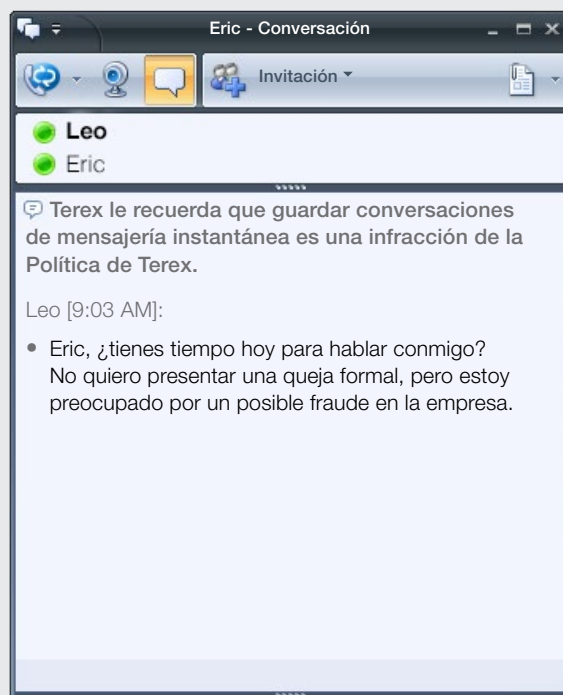 Eric - Conversación
Invitación
Leo
Eric
Terex le recuerda que guardar conversaciones
de mensajería instantánea es una infracción de la
Política de Terex.
Leo [9:03 AM]:
• Eric, ¿tienes tiempo hoy para hablar conmigo?
No quiero presentar una queja formal, pero estoy
preocupado por un posible fraude en la empresa.